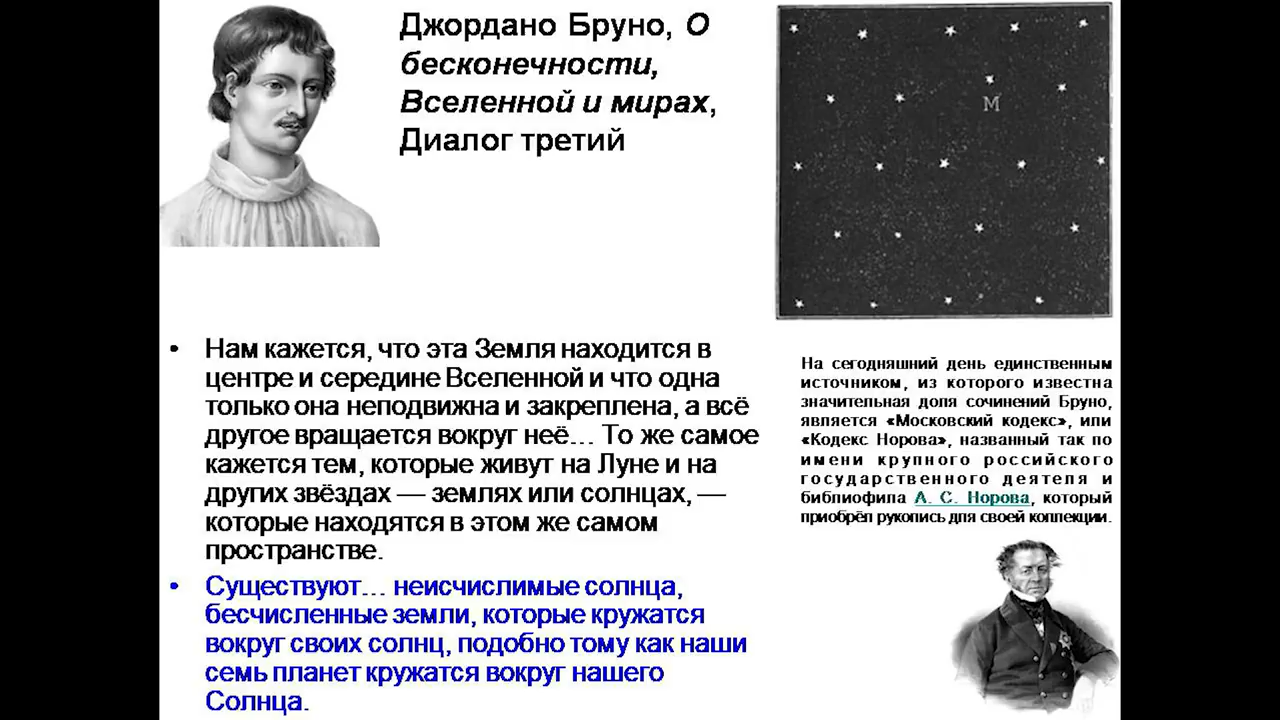 Джордано Бруно, О
бесконечности,
Вселенной и мирах,
Диалог третий
М
• Нам кажется, что эта Земля находится в
центре и середине Вселенной и что одна
только она неподвижна и закреплена, а всё
другое вращается вокруг неё… То же самое
кажется тем, которые живут на Луне и на
других звёздах — землях или солнцах, —
которые находятся в этом же самом
пространстве.
• Существуют… неисчислимые солнца,
бесчисленные земли, которые кружатся
вокруг своих солнц, подобно тому как наши
семь планет кружатся вокруг нашего
Солнца.
На сегодняшний день единственным
источником, из которого известна
значительная доля сочинений Бруно,
является «Московский кодекс», или
«Кодекс Норова», названный так по
имени крупного российского
государственного деятеля и
библиофила А. С. Норова, который
приобрёл рукопись для своей коллекции.